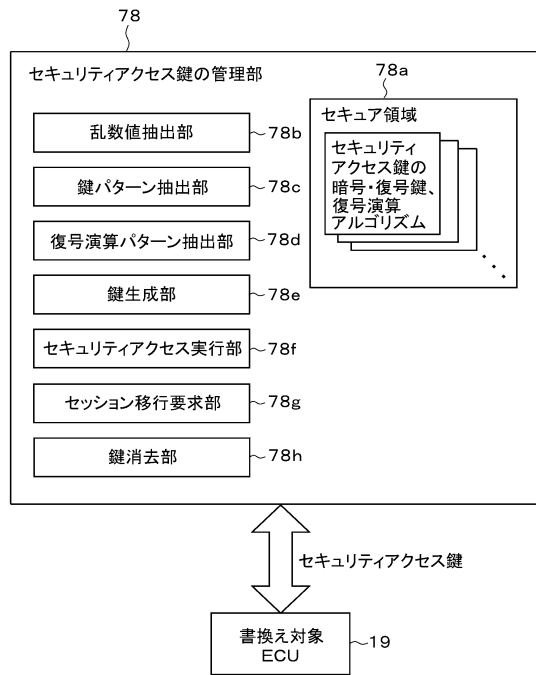 78
セキュリティアクセス鍵の管理部
78a
セキュア領域
セキュリティ
アクセス鍵の
暗号・復号鍵、
復号演算
アルゴリズム
乱数値抽出部
78b
鍵パターン抽出部
78c
復号演算パターン抽出部
78d
鍵生成部
78e
セキュリティアクセス実行部
78f
セッション移行要求部
78g
鍵消去部
78h
セキュリティアクセス鍵
書換え対象
ECU
19